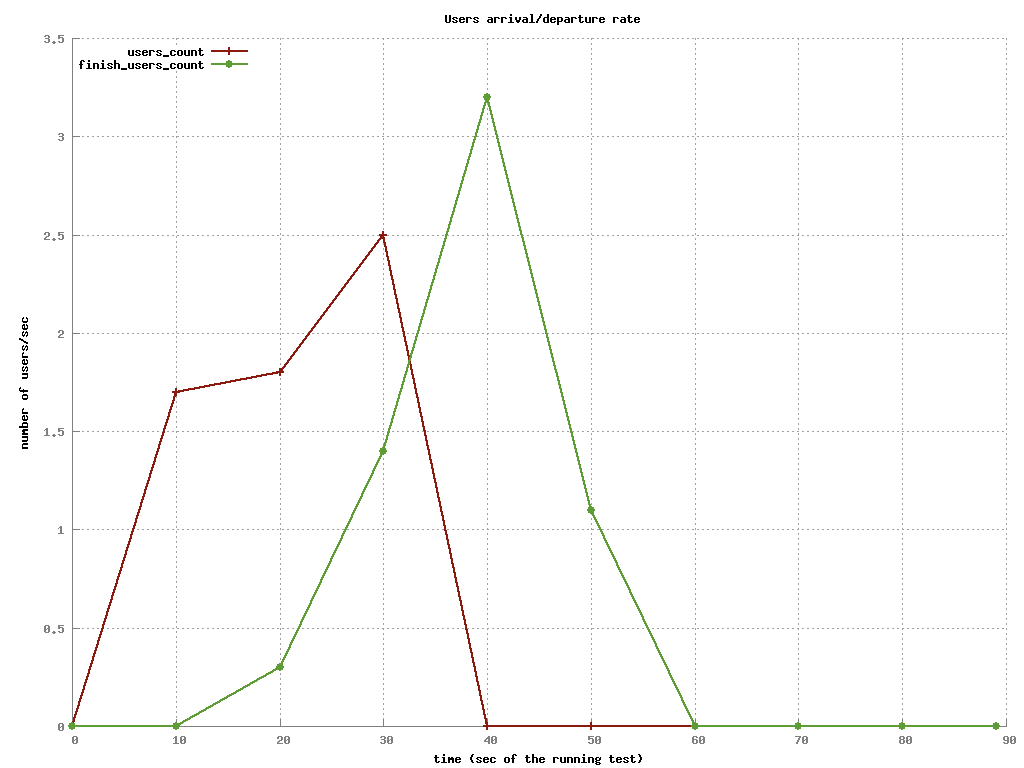 Users arrival/departure rate
users_count
finish_users_count
3.5
3
2.5
2
1.5
1
0.5
0
number of users/sec
0 10 20 30 40 50 60 70 80 90
time (sec of the running test)